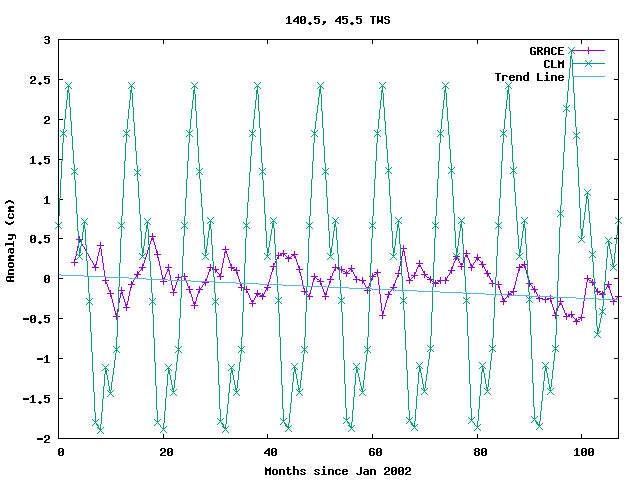 140.5, 45.5 TWS
GRACE
CLM
Trend Line
3
2.5
2
1.5
1
0.5
0
-0.5
-1
-1.5
-2
Anomaly (cm)
0 20 40 60 80 100
Months since Jan 2002